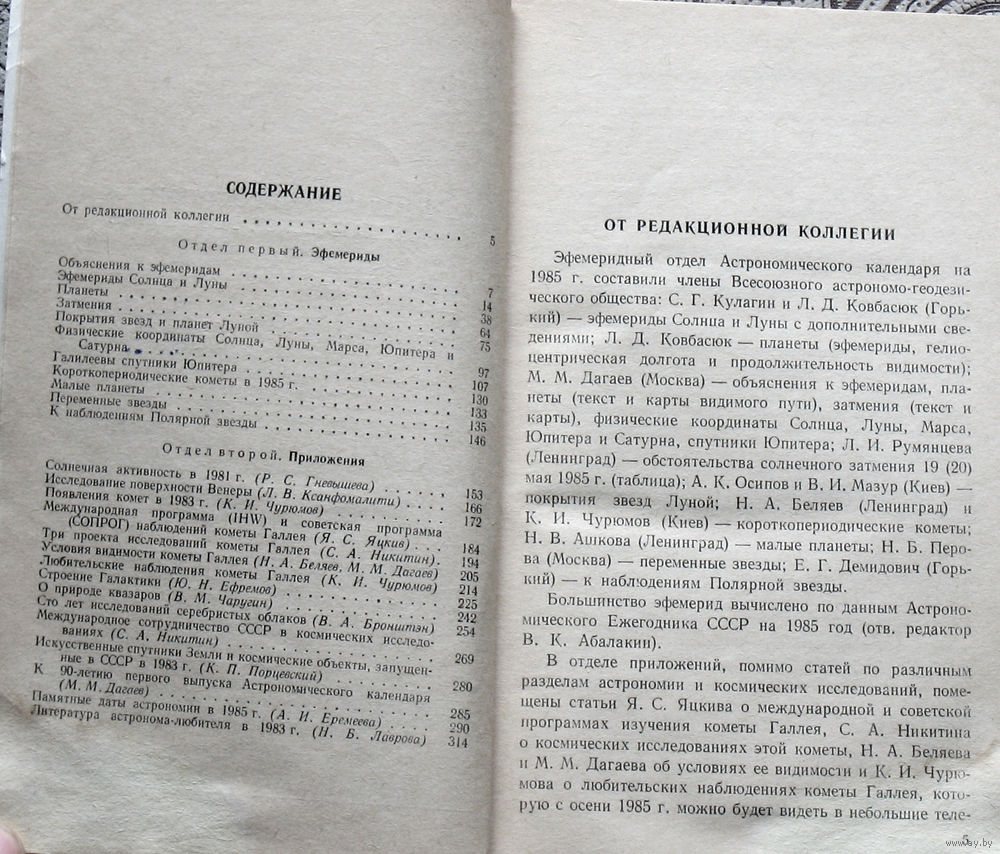 СОДЕРЖАНИЕ
От редакционной коллегии . . . . . . . . . . . . . . . 5
Отдел первый. Эфемериды
Объяснения к эфемеридам . . . . . . . . . . . . . . . 7
Эфемериды Солнца и Луны . . . . . . . . . . . . . . . 14
Планеты . . . . . . . . . . . . . . . 38
Затмения . . . . . . . . . . . . . . . 64
Покрытия звезд и планет Луной . . . . . . . . . . . . 75
Физические координаты Солнца, Луны, Марса, Юпитера и
Сатурна . . . . . . . . . . . . . . . 97
Галилеевы спутники Юпитера . . . . . . . . . . . . 107
Короткопериодические кометы в 1985 г. . . . . . . . . . 130
Малые планеты . . . . . . . . . . . . . . . 133
Переменные звезды . . . . . . . . . . . . . . . 135
К наблюдениям Полярной звезды . . . . . . . . . . . . 146
Отдел второй. Приложения
Солнечная активность в 1981 г. (Р. С. Гневышева) . . . . . . 153
Исследование поверхности Венеры (Л. В. Ксанфомалити) . . . . 166
Появления комет в 1983 г. (К. И. Чурюмов) . . . . . . . . 172
Международная программа (IHW) и советская программа
(СОПРОГ) наблюдений кометы Галлея (Я. С. Яцкив) . . . 184
Три проекта исследований кометы Галлея (С. А. Никитин) . . 194
Условия видимости кометы Галлея (Н. А. Беляев, М. М. Дагаев) 205
Любительские наблюдения кометы Галлея (К. И. Чурюмов) 214
Строение Галактики (Ю. Н. Ефремов) . . . . . . . . . . 225
О природе квазаров (В. М. Чаругин) . . . . . . . . . . 242
Сто лет исследований серебристых облаков (В. А. Бронштэн) 254
Международное сотрудничество СССР в космических исследо-
ваниях (С. А. Никитин) . . . . . . . . . . . . 269
Искусственные спутники Земли и космические объекты, запущен-
ные в СССР в 1983 г. (К. П. Порцевский) . . . . . . . 280
К 90-летию первого выпуска Астрономического календаря
(М. М. Дагаев) . . . . . . . . . . . . . . . 285
Памятные даты астрономии в 1985 г. (А. И. Еремеева) . . . . 290
Литература астронома-любителя в 1983 г. (Н. Б. Лаврова) 314
ОТ РЕДАКЦИОННОЙ КОЛЛЕГИИ
Эфемеридный отдел Астрономического календаря на
1985 г. составили члены Всесоюзного астрономо-геодези-
ческого общества: С. Г. Кулагин и Л. Д. Ковбасюк (Горь-
кий) — эфемериды Солнца и Луны с дополнительными све-
дениями; Л. Д. Ковбасюк — планеты (эфемериды, гелио-
центрическая долгота и продолжительность видимости);
М. М. Дагаев (Москва) — объяснения к эфемеридам, пла-
неты (текст и карты видимого пути), затмения (текст и
карты), физические координаты Солнца, Луны, Марса,
Юпитера и Сатурна, спутники Юпитера; Л. И. Румянцева
(Ленинград) — обстоятельства солнечного затмения 19 (20)
мая 1985 г. (таблица); А. К. Осипов и В. И. Мазур (Киев) —
покрытия звезд Луной; Н. А. Беляев (Ленинград) и
К. И. Чурюмов (Киев) — короткопериодические кометы;
Н. В. Ашкова (Ленинград) — малые планеты; Н. Б. Перо-
ва (Москва) — переменные звезды; Е. Г. Демидович (Горь-
кий) — к наблюдениям Полярной звезды.
Большинство эфемерид вычислено по данным Астроно-
мического Ежегодника СССР на 1985 год (отв. редактор
В. К. Абалакин).
В отделе приложений, помимо статей по различным
разделам астрономии и космических исследований, поме-
щены статьи Я. С. Яцкива о международной и советской
программах изучения кометы Галлея, С. А. Никитина
о космических исследованиях этой кометы, Н. А. Беляева
и М. М. Дагаева об условиях ее видимости и К. И. Чурю-
мова о любительских наблюдениях кометы Галлея, кото-
рую с осени 1985 г. можно будет видеть в небольшие теле-
5
www.ay.by